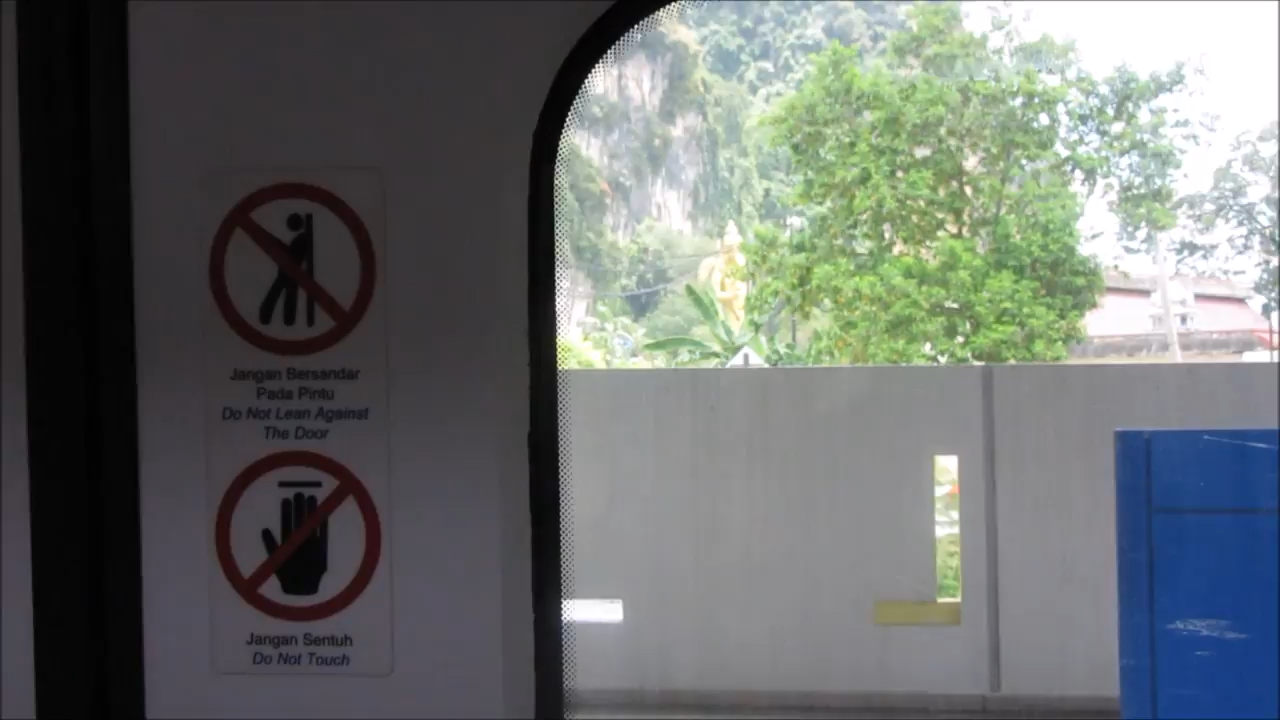 Jangan Bersandar
Pada Pintu
Do Not Lean Against
The Door
Jangan Sentuh
Do Not Touch